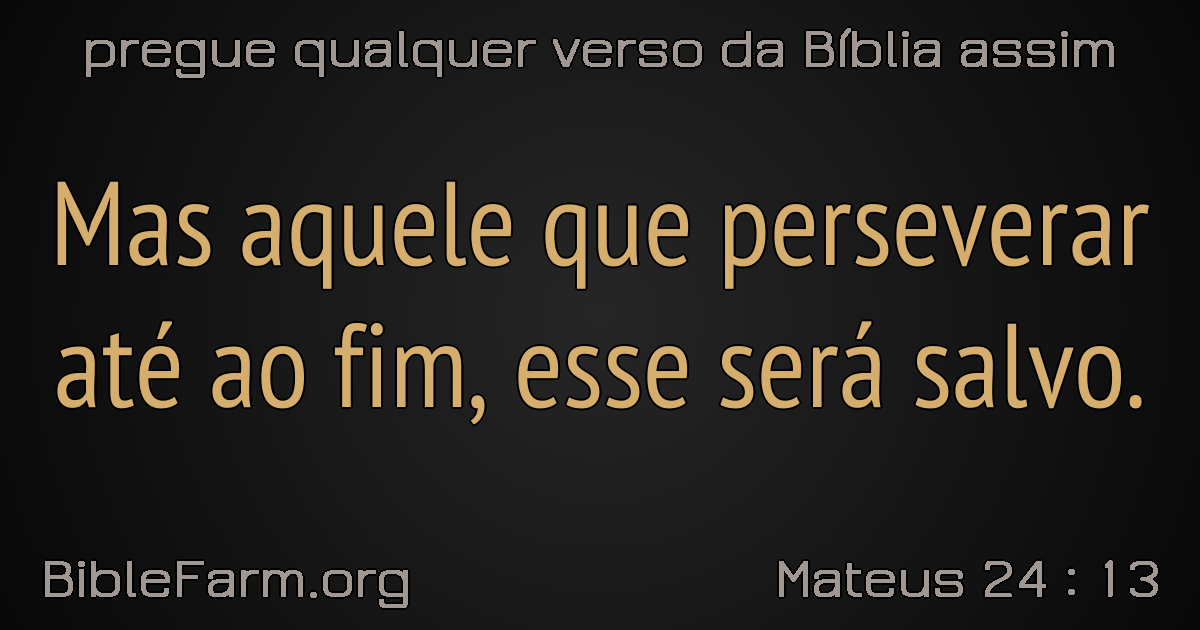 pregue qualquer verso da Bíblia assim
Mas aquele que perseverar
até ao fim, esse será salvo.
BibleFarm.org
Mateus 24 : 13